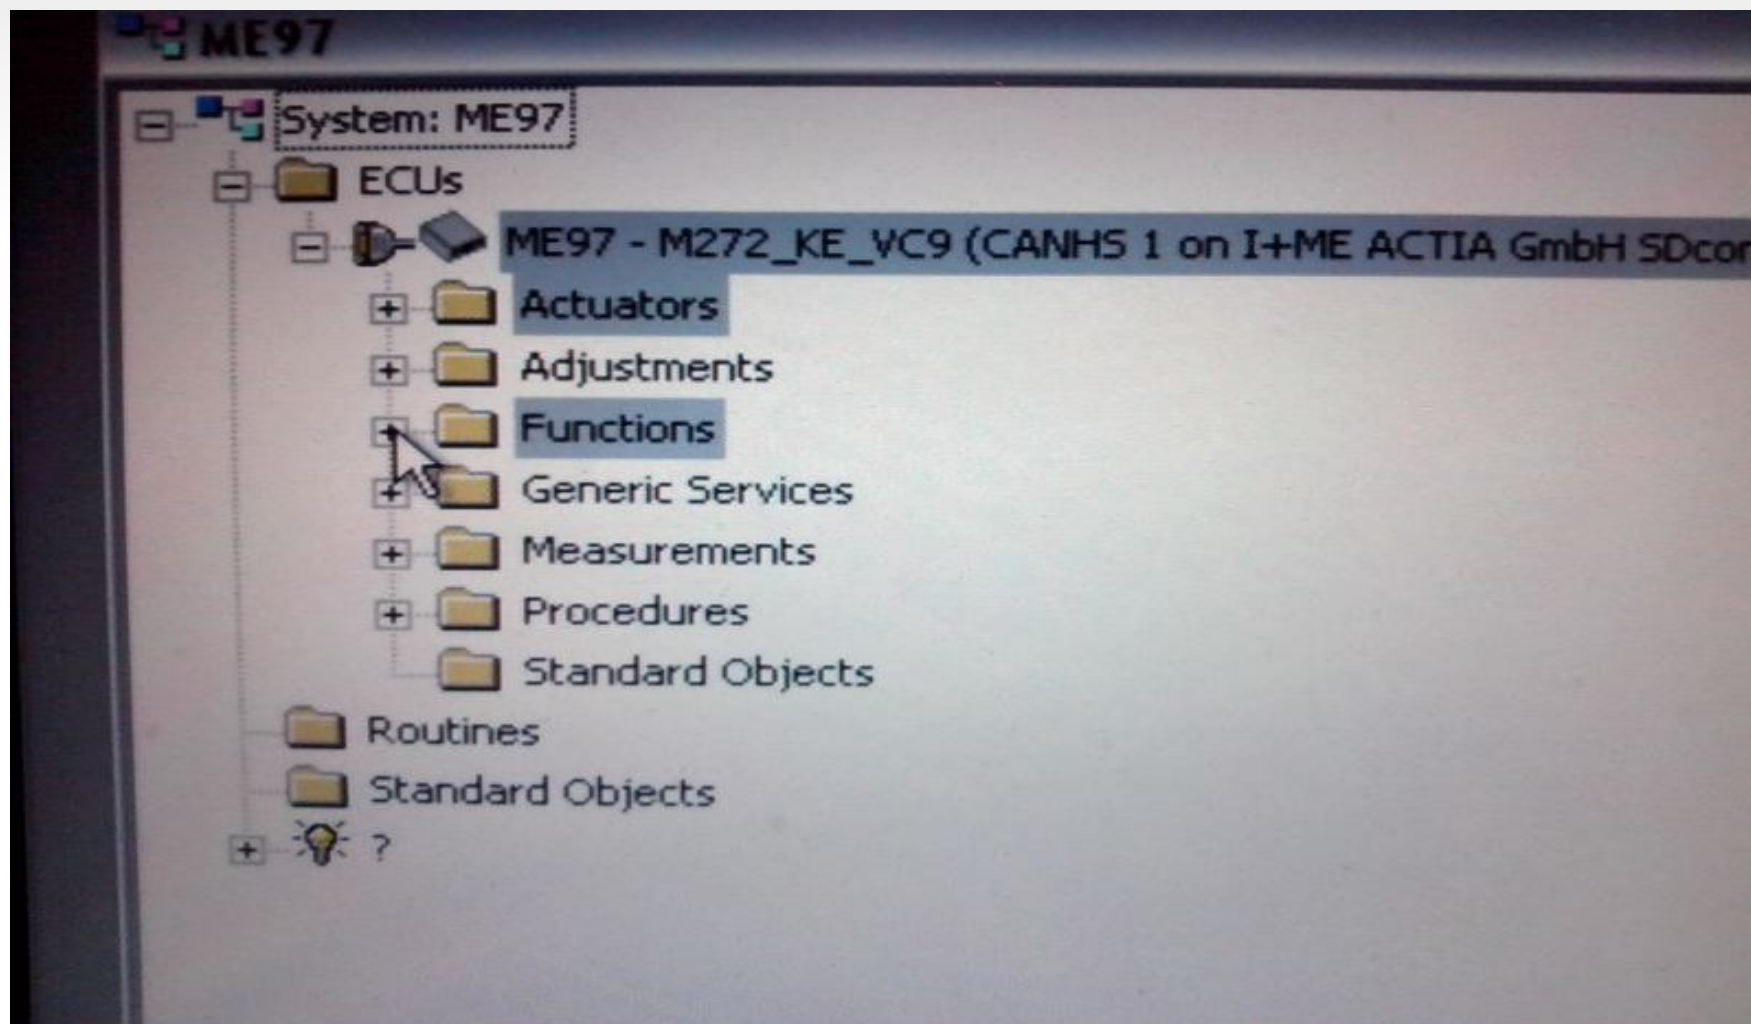 ME97
System: ME97
ECUs
ME97 - M272_KE_VC9 (CANHS 1 on I+ME ACTIA GmbH SDcon
Actuators
Adjustments
Functions
Generic Services
Measurements
Procedures
Standard Objects
Routines
Standard Objects
?